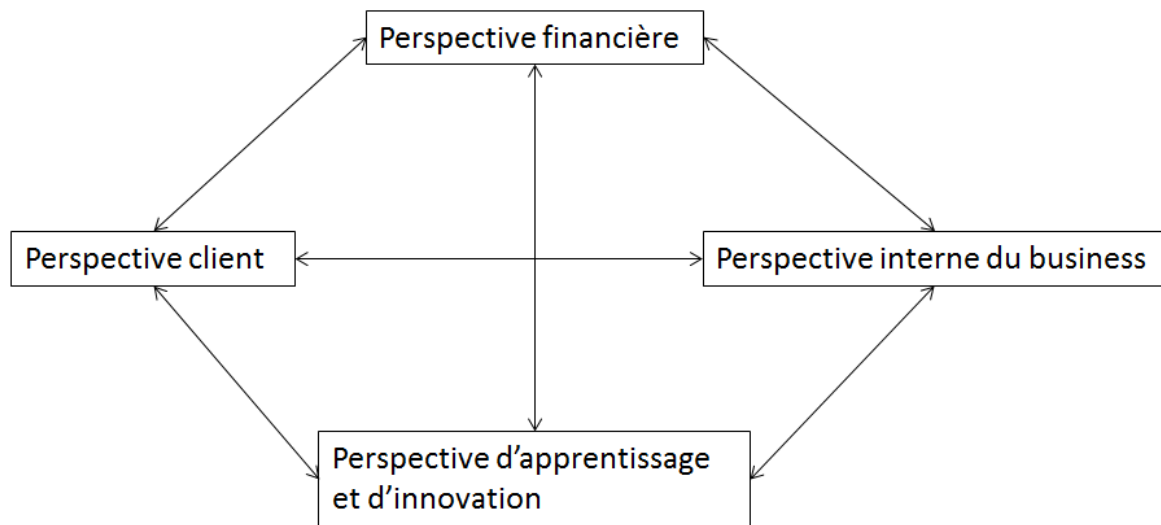 Perspective financière
Perspective client
Perspective interne du business
Perspective d’apprentissage
et d’innovation